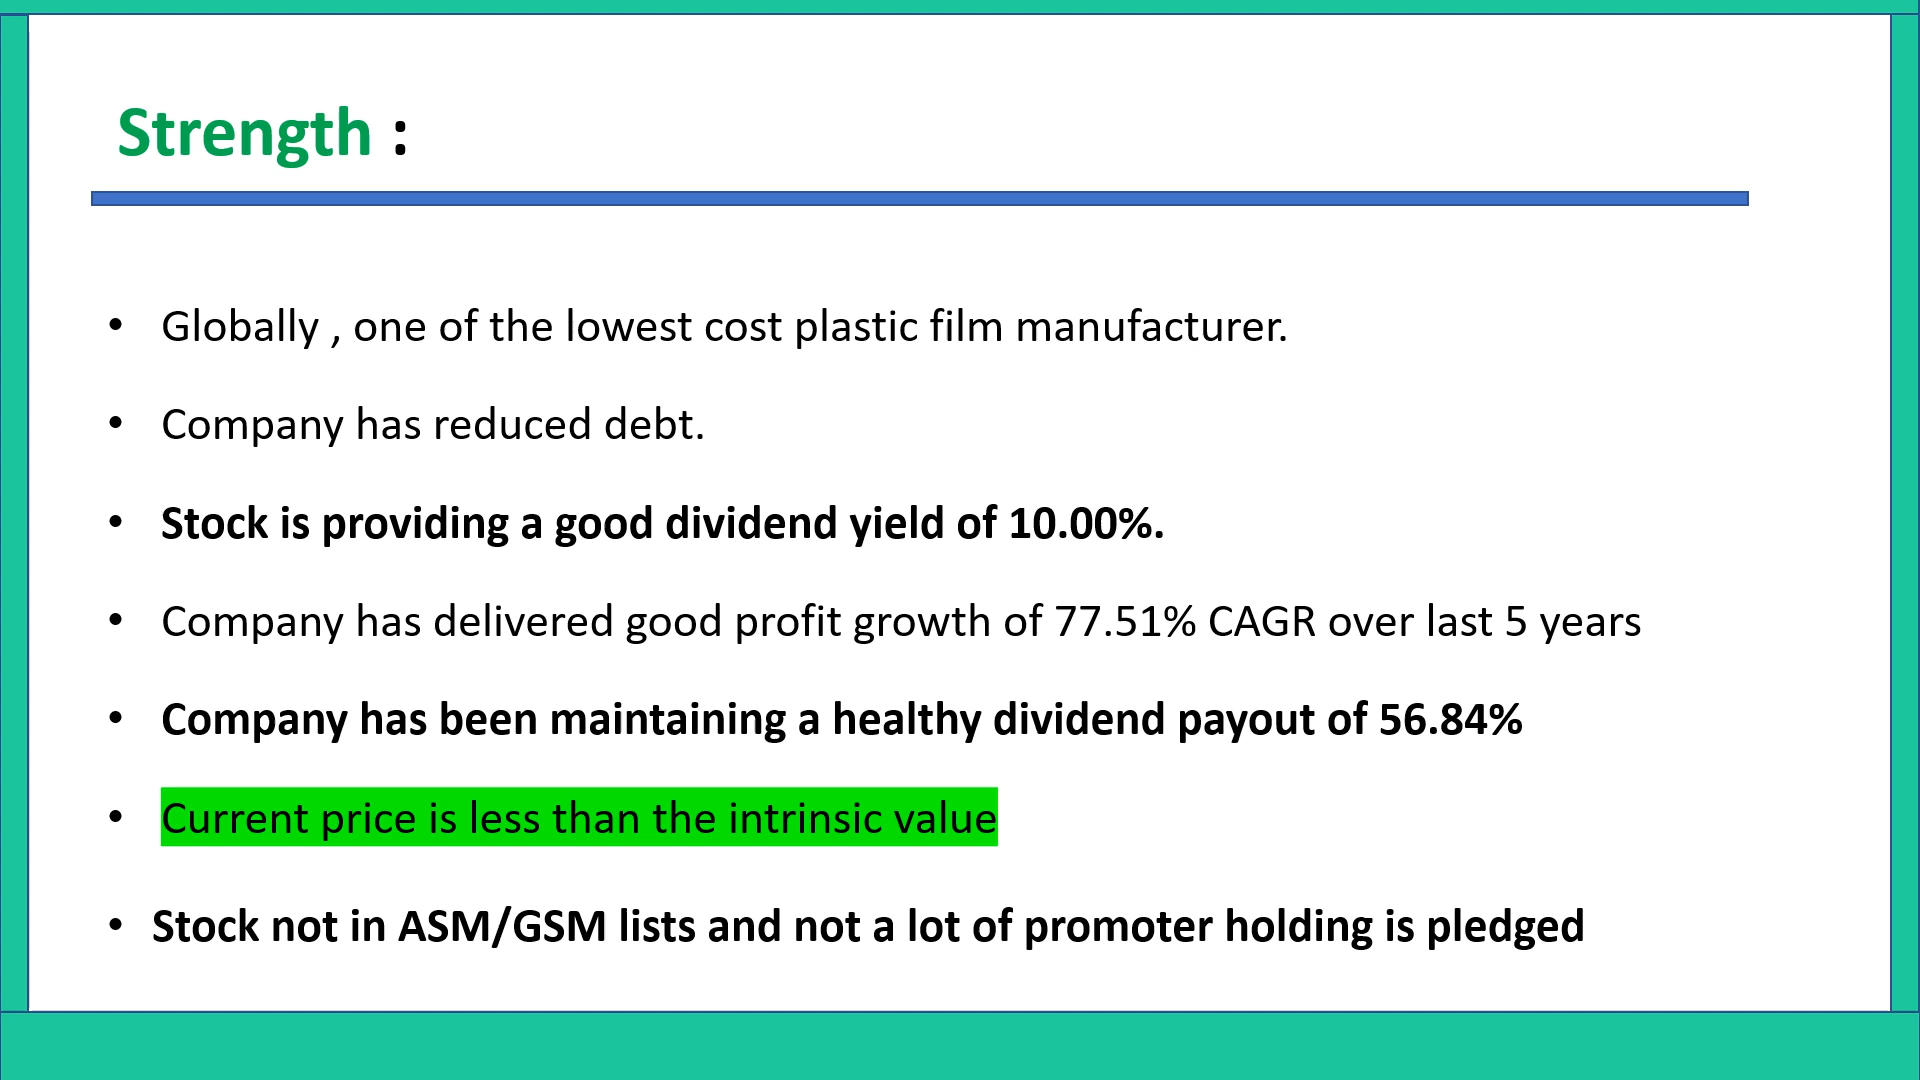 Strength :
• Globally , one of the lowest cost plastic film manufacturer.
• Company has reduced debt.
• Stock is providing a good dividend yield of 10.00%.
• Company has delivered good profit growth of 77.51% CAGR over last 5 years
• Company has been maintaining a healthy dividend payout of 56.84%
• Current price is less than the intrinsic value
• Stock not in ASM/GSM lists and not a lot of promoter holding is pledged